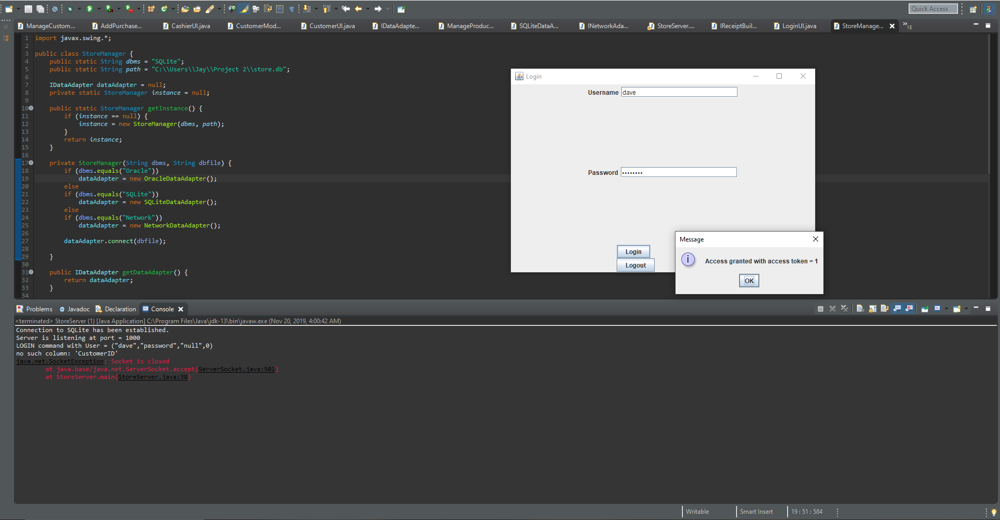 Quick Access
ManageCustom... AddPurchase... CashierUI.java CustomerMod... CustomerUI.java IDataAdapte... ManageProduc... SQLiteDataA... INetworkAda... StoreServer.... IReceiptBuil... LoginUI.java StoreManage... »15
1 import javax.swing.*;
2
3 public class StoreManager {
4     public static String dbms = "SQLite";
5     public static String path = "C:\\Users\\Jay\\Project 2\\store.db";
6
7     IDataAdapter dataAdapter = null;
8     private static StoreManager instance = null;
9
10     public static StoreManager getInstance() {
11         if (instance == null) {
12             instance = new StoreManager(dbms, path);
13         }
14         return instance;
15     }
16
17     private StoreManager(String dbms, String dbfile) {
18         if (dbms.equals("Oracle"))
19             dataAdapter = new OracleDataAdapter();
20         else
21         if (dbms.equals("SQLite"))
22             dataAdapter = new SQLiteDataAdapter();
23         else
24         if (dbms.equals("Network"))
25             dataAdapter = new NetworkDataAdapter();
26
27         dataAdapter.connect(dbfile);
28
29     }
30
31     public IDataAdapter getDataAdapter() {
32         return dataAdapter;
33     }
34
Login
Username dave
Password ••••••••
Login
Logout
Message
Access granted with access token = 1
OK
Problems Javadoc Declaration Console
<terminated> StoreServer (1) [Java Application] C:\Program Files\Java\jdk-13\bin\javaw.exe (Nov 20, 2019, 4:00:42 AM)
Connection to SQLite has been established.
Server is listening at port = 1000
LOGIN command with User = ("dave","password","null",0)
no such column: 'CustomerID'
java.net.SocketException: Socket is closed
at java.base/java.net.ServerSocket.accept(ServerSocket.java:501)
at StoreServer.main(StoreServer.java:38)
Writable Smart Insert 19 : 51 : 584